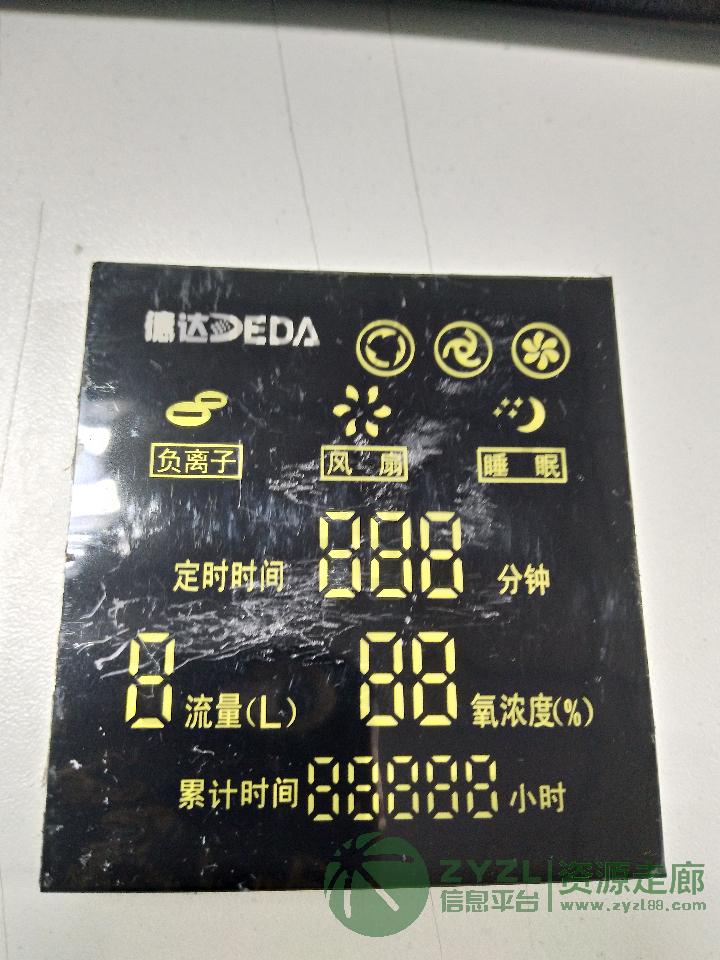 德达DEDA
负离子 风扇 睡眠
定时时间 888 分钟
8 流量(L) 88 氧浓度(%)
累计时间 88888 小时
ZYZL 资源走廊
信息平台 www.zyzl88.com